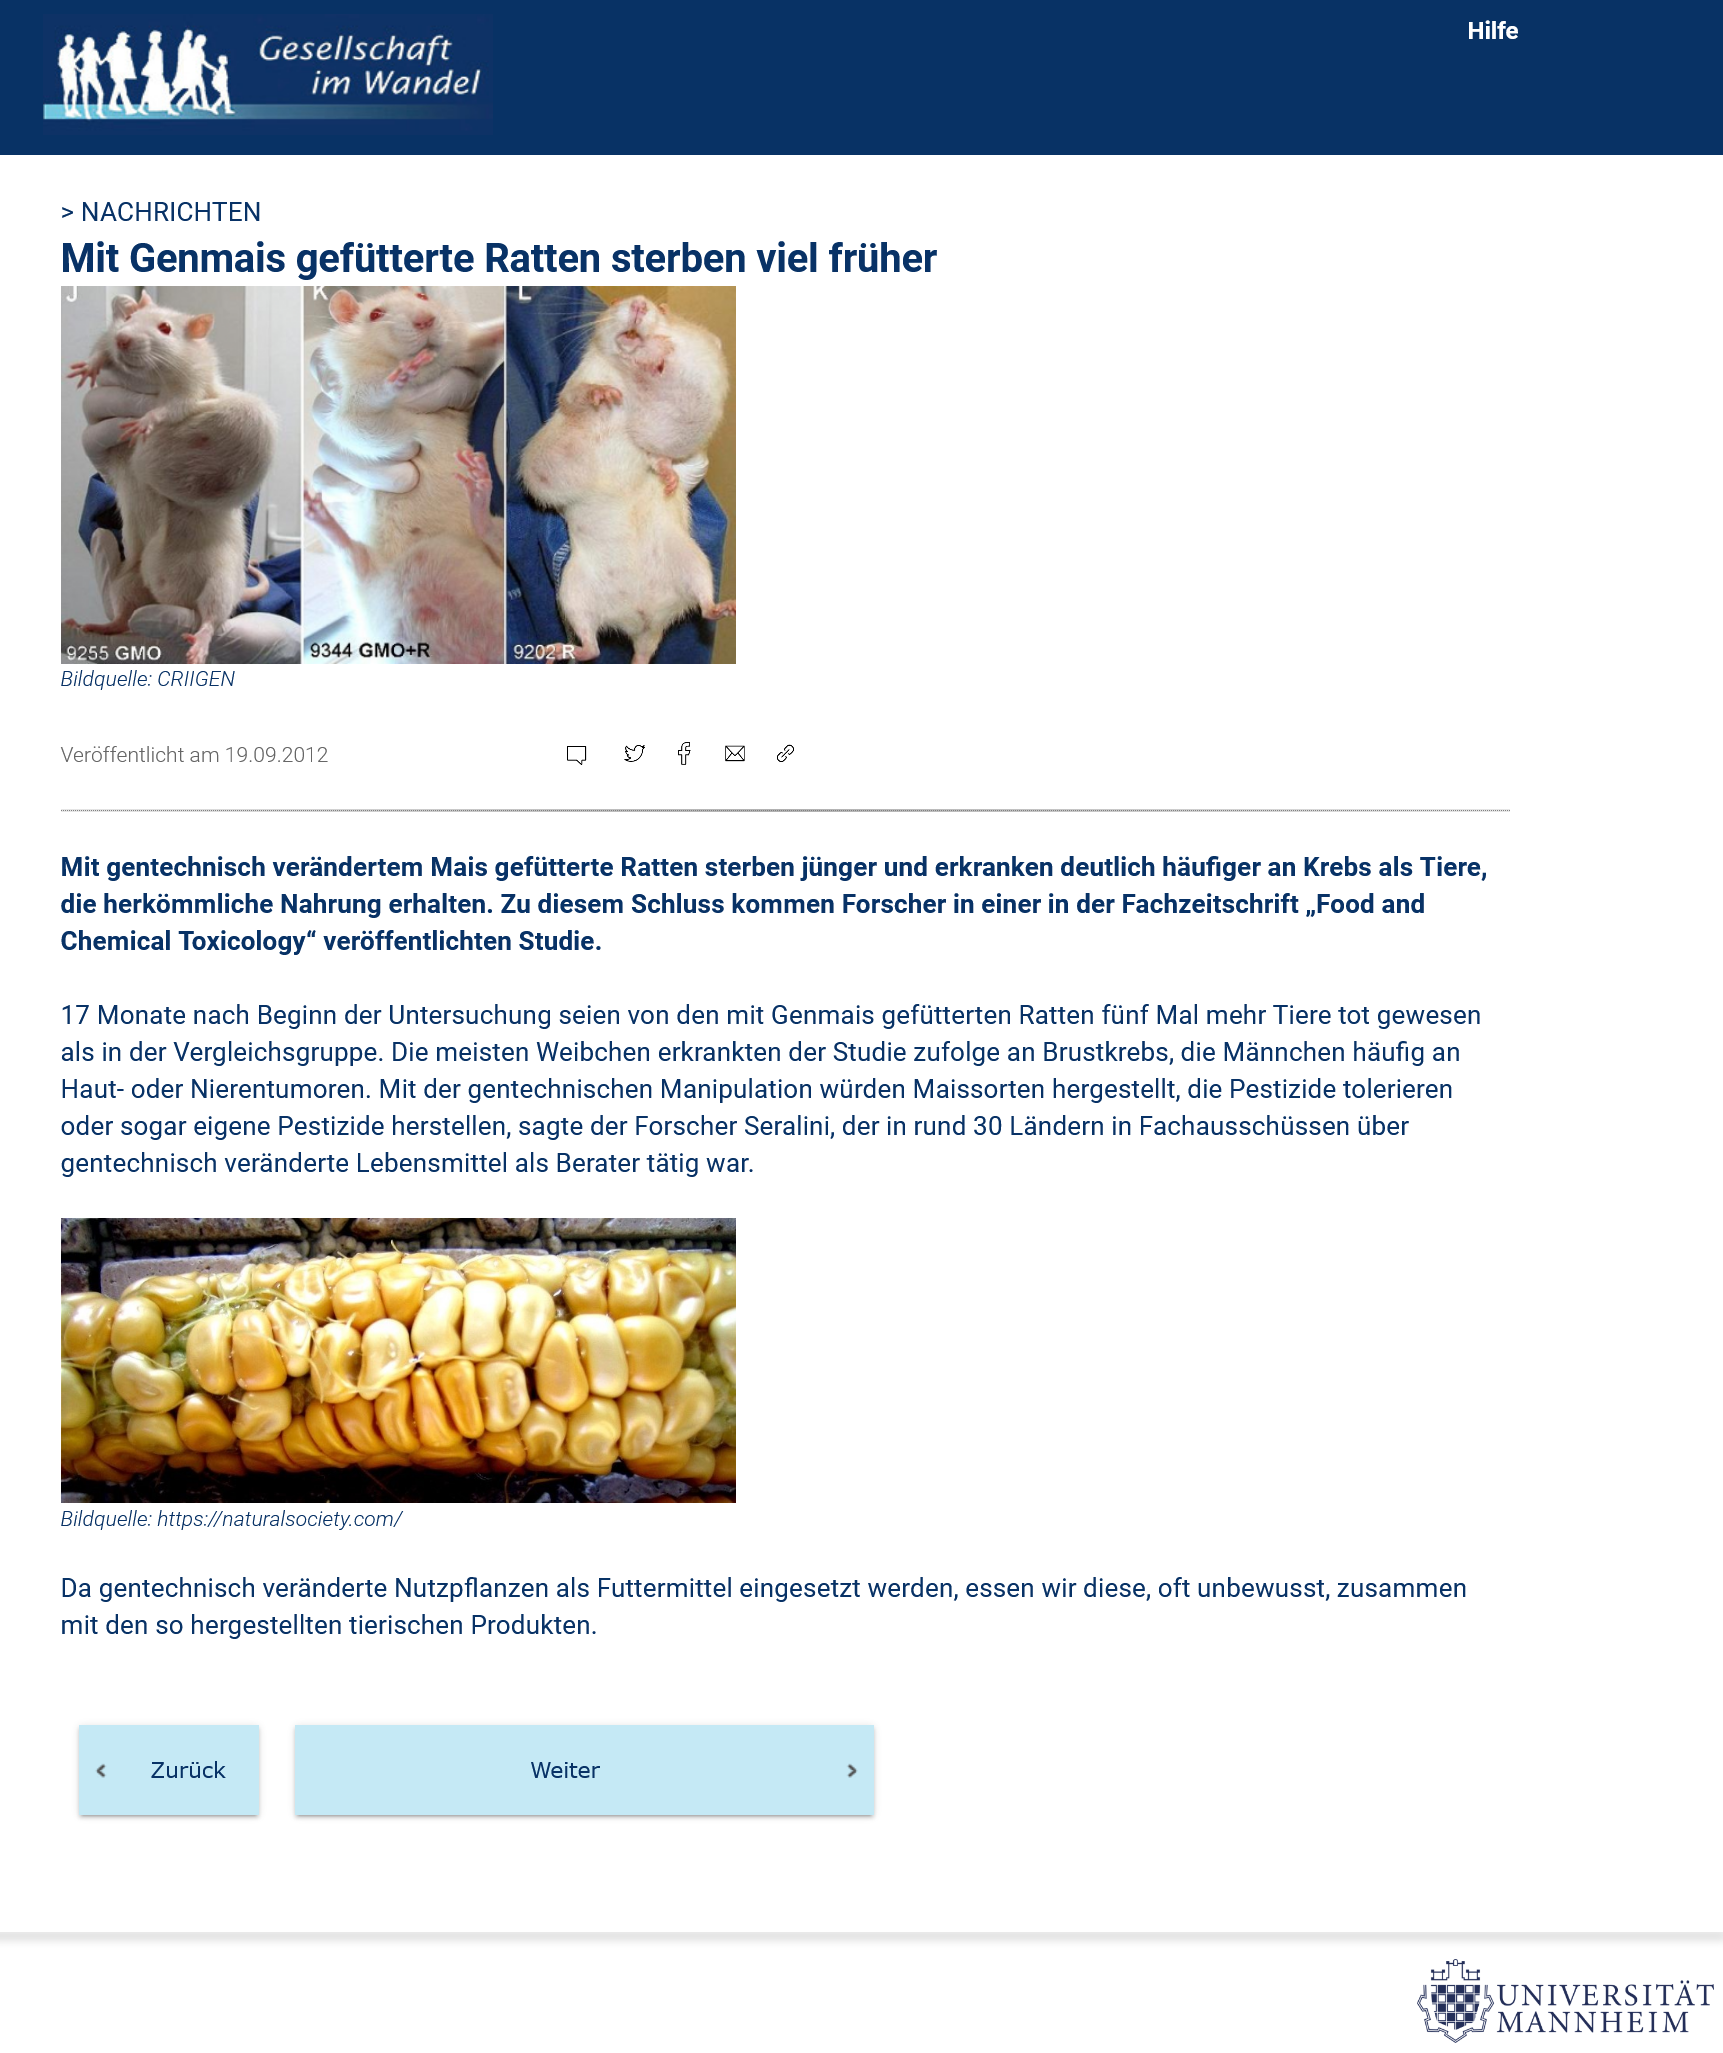 Gesellschaft
im Wandel
Hilfe
> NACHRICHTEN
Mit Genmais gefütterte Ratten sterben viel früher
J K L
9255 GMO 9344 GMO+R 9202 R
Bildquelle: CRIIGEN
Veröffentlicht am 19.09.2012
Mit gentechnisch verändertem Mais gefütterte Ratten sterben jünger und erkranken deutlich häufiger an Krebs als Tiere,
die herkömmliche Nahrung erhalten. Zu diesem Schluss kommen Forscher in einer in der Fachzeitschrift „Food and
Chemical Toxicology“ veröffentlichten Studie.
17 Monate nach Beginn der Untersuchung seien von den mit Genmais gefütterten Ratten fünf Mal mehr Tiere tot gewesen
als in der Vergleichsgruppe. Die meisten Weibchen erkrankten der Studie zufolge an Brustkrebs, die Männchen häufig an
Haut- oder Nierentumoren. Mit der gentechnischen Manipulation würden Maissorten hergestellt, die Pestizide tolerieren
oder sogar eigene Pestizide herstellen, sagte der Forscher Seralini, der in rund 30 Ländern in Fachausschüssen über
gentechnisch veränderte Lebensmittel als Berater tätig war.
Bildquelle: https://naturalsociety.com/
Da gentechnisch veränderte Nutzpflanzen als Futtermittel eingesetzt werden, essen wir diese, oft unbewusst, zusammen
mit den so hergestellten tierischen Produkten.
Zurück
Weiter
UNIVERSITÄT
MANNHEIM